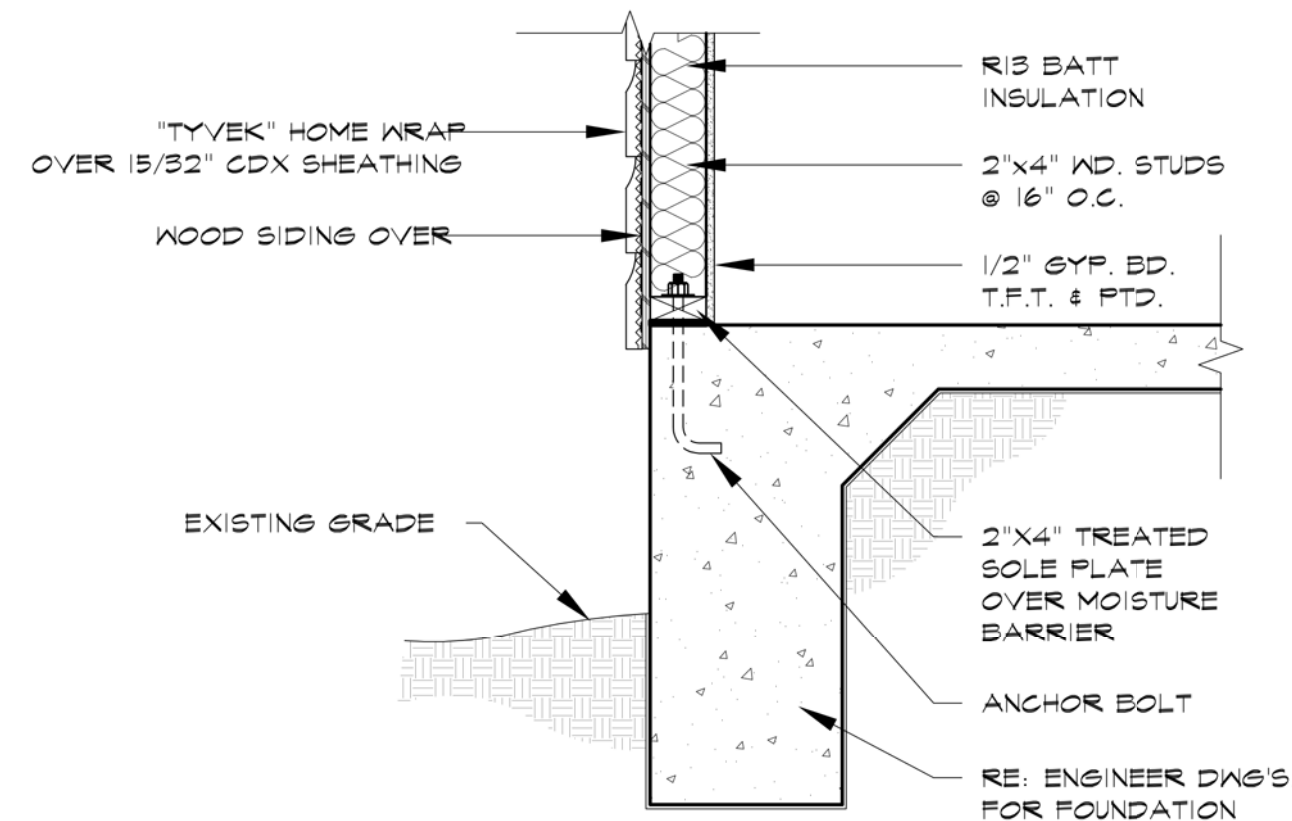 "TYVEK" HOME WRAP
OVER 15/32" CDX SHEATHING
WOOD SIDING OVER
EXISTING GRADE
R13 BATT
INSULATION
2"x4" WD. STUDS
@ 16" O.C.
1/2" GYP. BD.
T.F.T. & PTD.
2"X4" TREATED
SOLE PLATE
OVER MOISTURE
BARRIER
ANCHOR BOLT
RE: ENGINEER DWG'S
FOR FOUNDATION